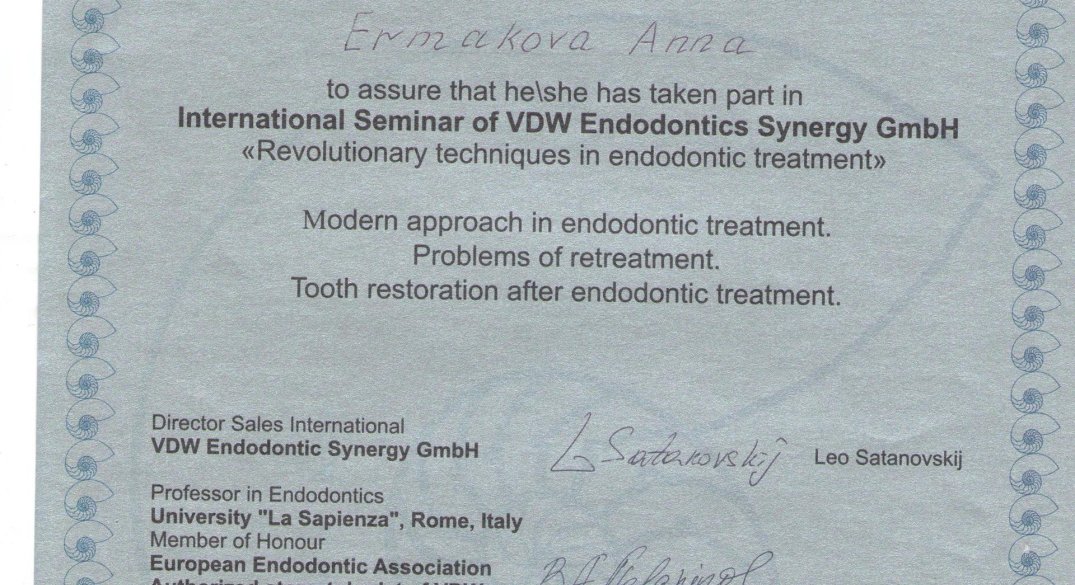 Ermakova Anna
to assure that he\she has taken part in
International Seminar of VDW Endodontics Synergy GmbH
«Revolutionary techniques in endodontic treatment»
Modern approach in endodontic treatment.
Problems of retreatment.
Tooth restoration after endodontic treatment.
Director Sales International
VDW Endodontic Synergy GmbH
L Satanovskij Leo Satanovskij
Professor in Endodontics
University "La Sapienza", Rome, Italy
Member of Honour
European Endodontic Association